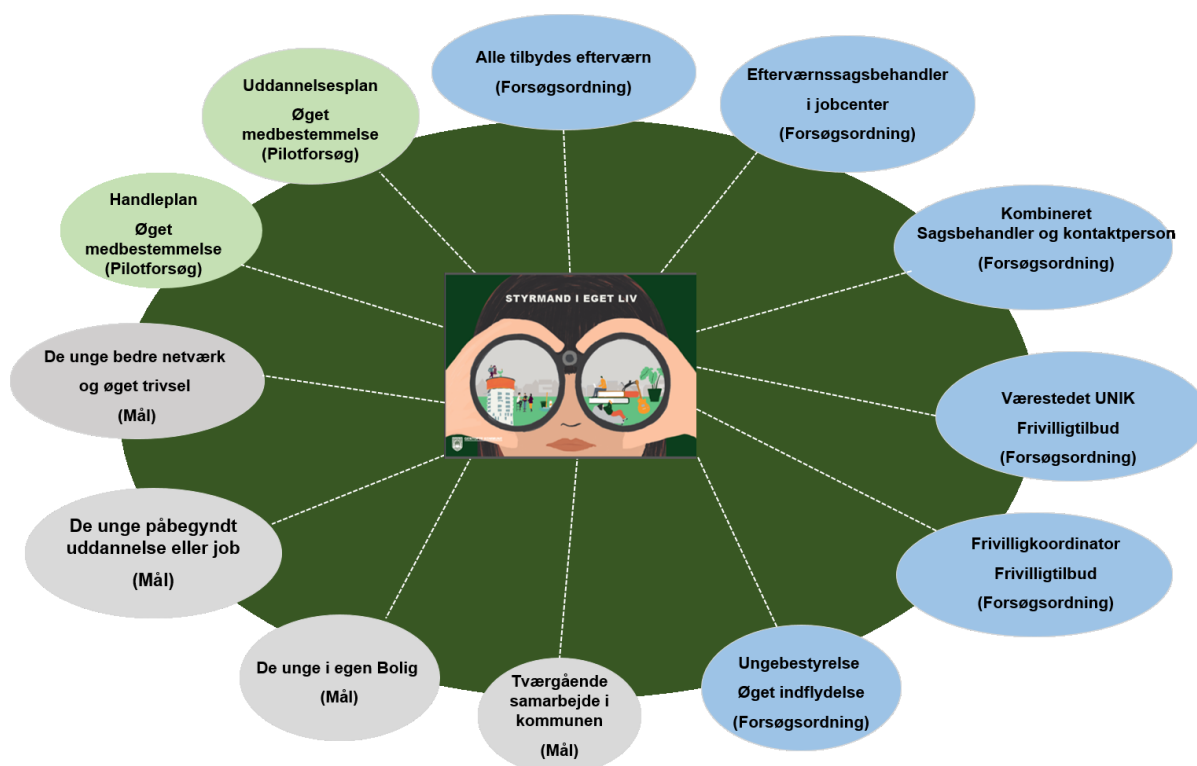 Alle tilbydes efterværn
(Forsøgsordning)
Efterværnssagsbehandler
i jobcenter
(Forsøgsordning)
Kombineret
Sagsbehandler og kontaktperson
(Forsøgsordning)
Værestedet UNIK
Frivilligtilbud
(Forsøgsordning)
Frivilligkoordinator
Frivilligtilbud
(Forsøgsordning)
Ungebestyrelse
Øget indflydelse
(Forsøgsordning)
Tværgående
samarbejde i
kommunen
(Mål)
De unge i egen Bolig
(Mål)
De unge påbegyndt
uddannelse eller job
(Mål)
De unge bedre netværk
og øget trivsel
(Mål)
Handleplan
Øget
medbestemmelse
(Pilotforsøg)
Uddannelsesplan
Øget
medbestemmelse
(Pilotforsøg)
STYRMAND I EGET LIV